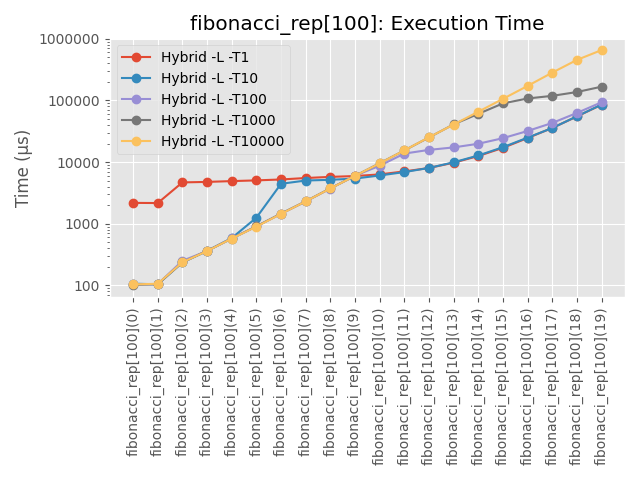 fibonacci_rep[100]: Execution Time
Time (µs)
1000000
100000
10000
1000
100
Hybrid -L -T1
Hybrid -L -T10
Hybrid -L -T100
Hybrid -L -T1000
Hybrid -L -T10000
fibonacci_rep[100](0)
fibonacci_rep[100](1)
fibonacci_rep[100](2)
fibonacci_rep[100](3)
fibonacci_rep[100](4)
fibonacci_rep[100](5)
fibonacci_rep[100](6)
fibonacci_rep[100](7)
fibonacci_rep[100](8)
fibonacci_rep[100](9)
fibonacci_rep[100](10)
fibonacci_rep[100](11)
fibonacci_rep[100](12)
fibonacci_rep[100](13)
fibonacci_rep[100](14)
fibonacci_rep[100](15)
fibonacci_rep[100](16)
fibonacci_rep[100](17)
fibonacci_rep[100](18)
fibonacci_rep[100](19)